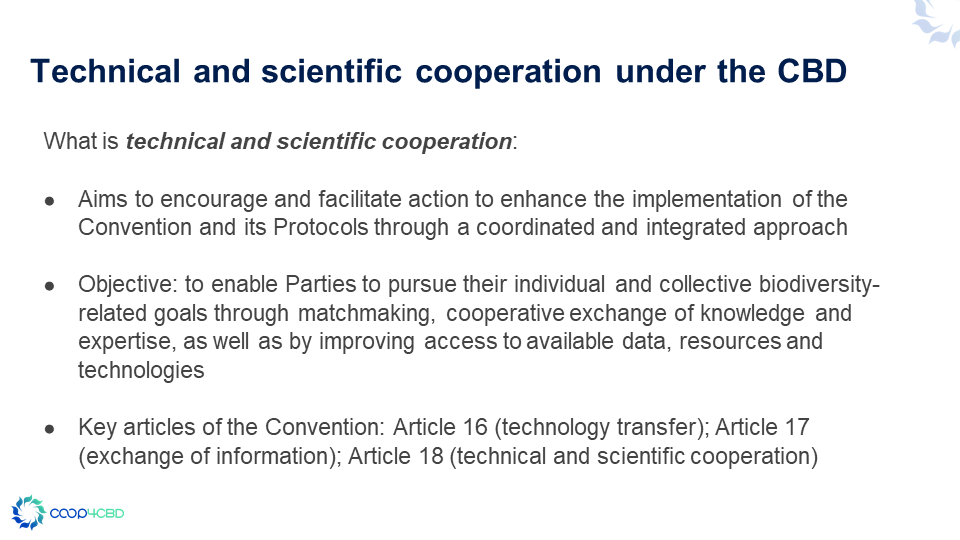 Technical and scientific cooperation under the CBD
What is technical and scientific cooperation:
● Aims to encourage and facilitate action to enhance the implementation of the
Convention and its Protocols through a coordinated and integrated approach
● Objective: to enable Parties to pursue their individual and collective biodiversity-
related goals through matchmaking, cooperative exchange of knowledge and
expertise, as well as by improving access to available data, resources and
technologies
● Key articles of the Convention: Article 16 (technology transfer); Article 17
(exchange of information); Article 18 (technical and scientific cooperation)
COOP4CBD